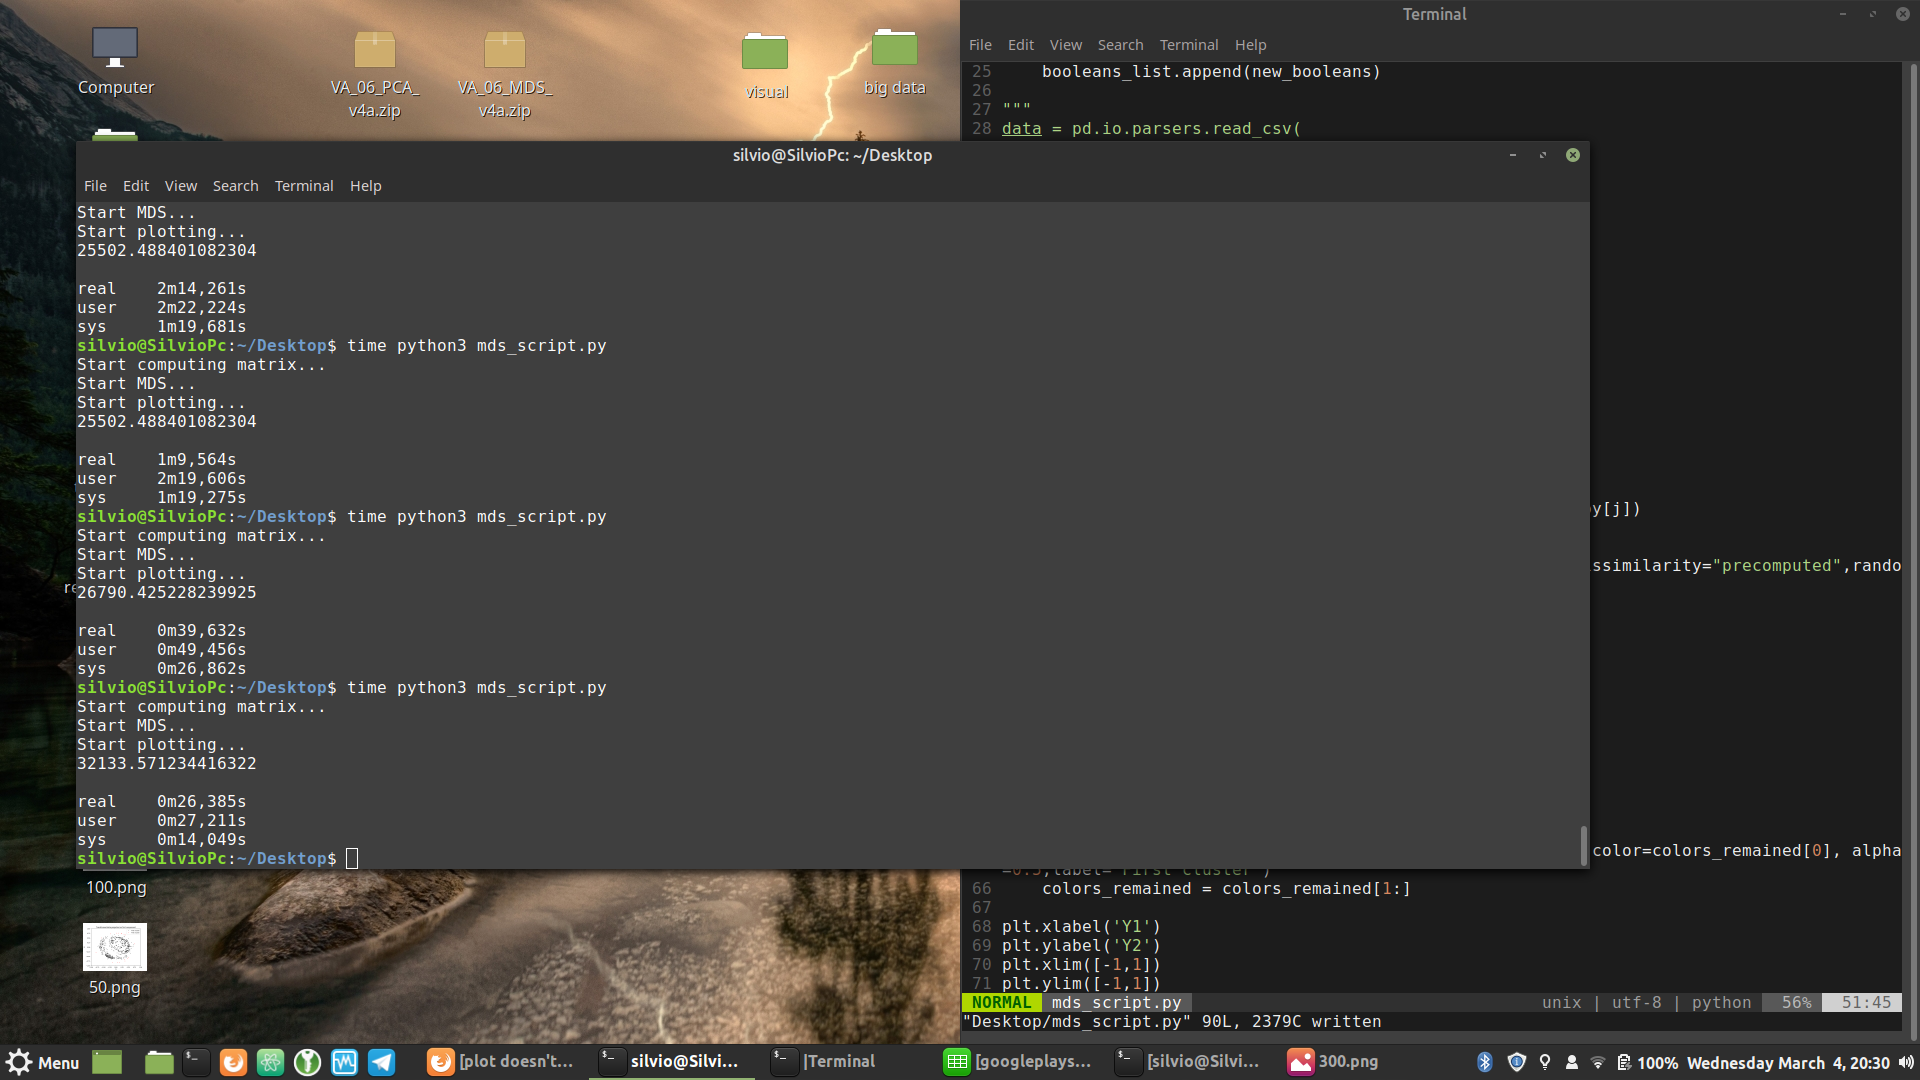 Computer
VA_06_PCA_
v4a.zip
VA_06_MDS_
v4a.zip
visual
big data
Terminal
File Edit View Search Terminal Help
25 booleans_list.append(new_booleans)
26
27 """
28 data = pd.io.parsers.read_csv(
silvio@SilvioPc: ~/Desktop
File Edit View Search Terminal Help
Start MDS...
Start plotting...
25502.488401082304
real 2m14,261s
user 2m22,224s
sys 1m19,681s
silvio@SilvioPc:~/Desktop$ time python3 mds_script.py
Start computing matrix...
Start MDS...
Start plotting...
25502.488401082304
real 1m9,564s
user 2m19,606s
sys 1m19,275s
silvio@SilvioPc:~/Desktop$ time python3 mds_script.py
Start computing matrix...
Start MDS...
Start plotting...
26790.425228239925
real 0m39,632s
user 0m49,456s
sys 0m26,862s
silvio@SilvioPc:~/Desktop$ time python3 mds_script.py
Start computing matrix...
Start MDS...
Start plotting...
32133.571234416322
real 0m26,385s
user 0m27,211s
sys 0m14,049s
silvio@SilvioPc:~/Desktop$
y[j])
ssimilarity="precomputed",rando
color=colors_remained[0], alpha
66 colors_remained = colors_remained[1:]
67
68 plt.xlabel('Y1')
69 plt.ylabel('Y2')
70 plt.xlim([-1,1])
71 plt.ylim([-1,1])
NORMAL mds_script.py unix | utf-8 | python 56% 51:45
"Desktop/mds_script.py" 90L, 2379C written
100.png
50.png
Menu
[plot doesn't...
silvio@Silvi...
|Terminal
[googleplays...
[silvio@Silvi...
300.png
100% Wednesday March 4, 20:30